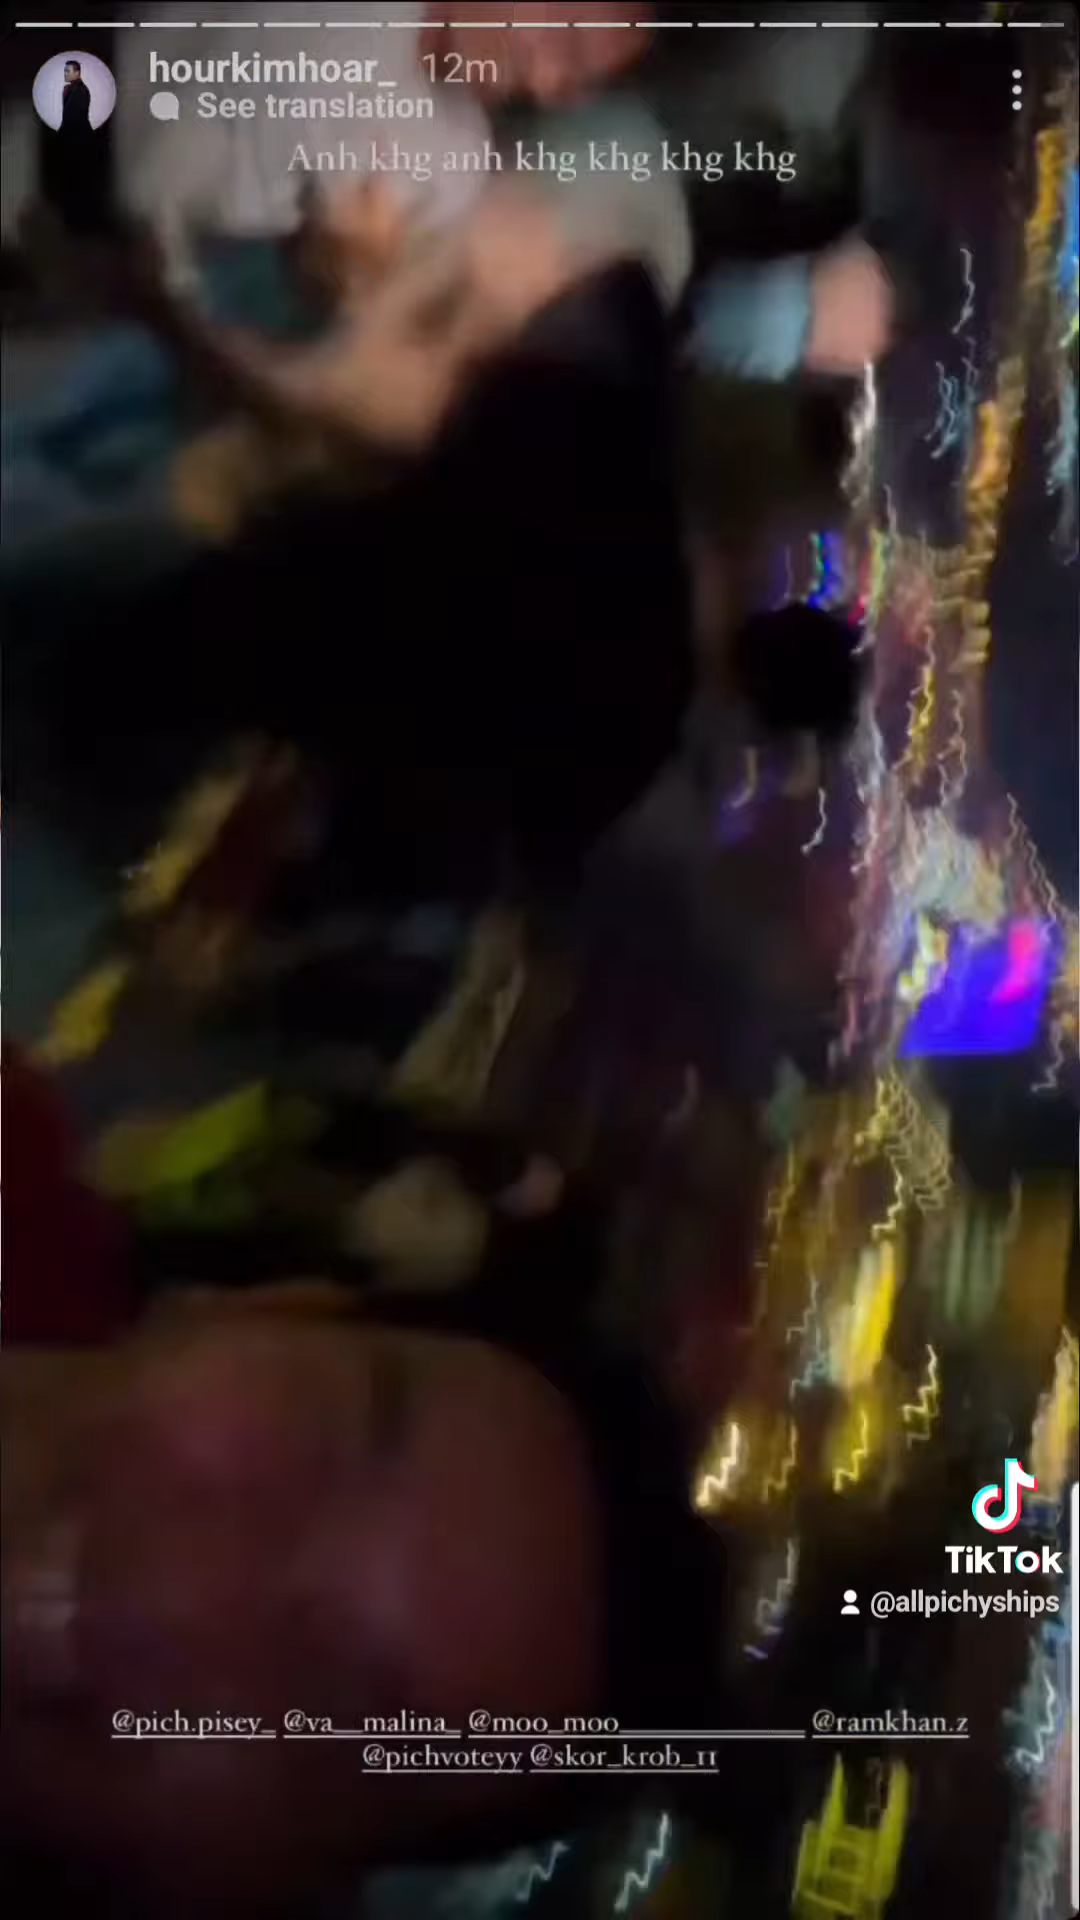 hourkimhoar_ 12m
See translation
Anh khg anh khg khg khg khg
TikTok
@allpichyships
@pich.pisey_ @va__malina_ @moo_moo______________ @ramkhan.z
@pichvoteyy @skor_krob_11